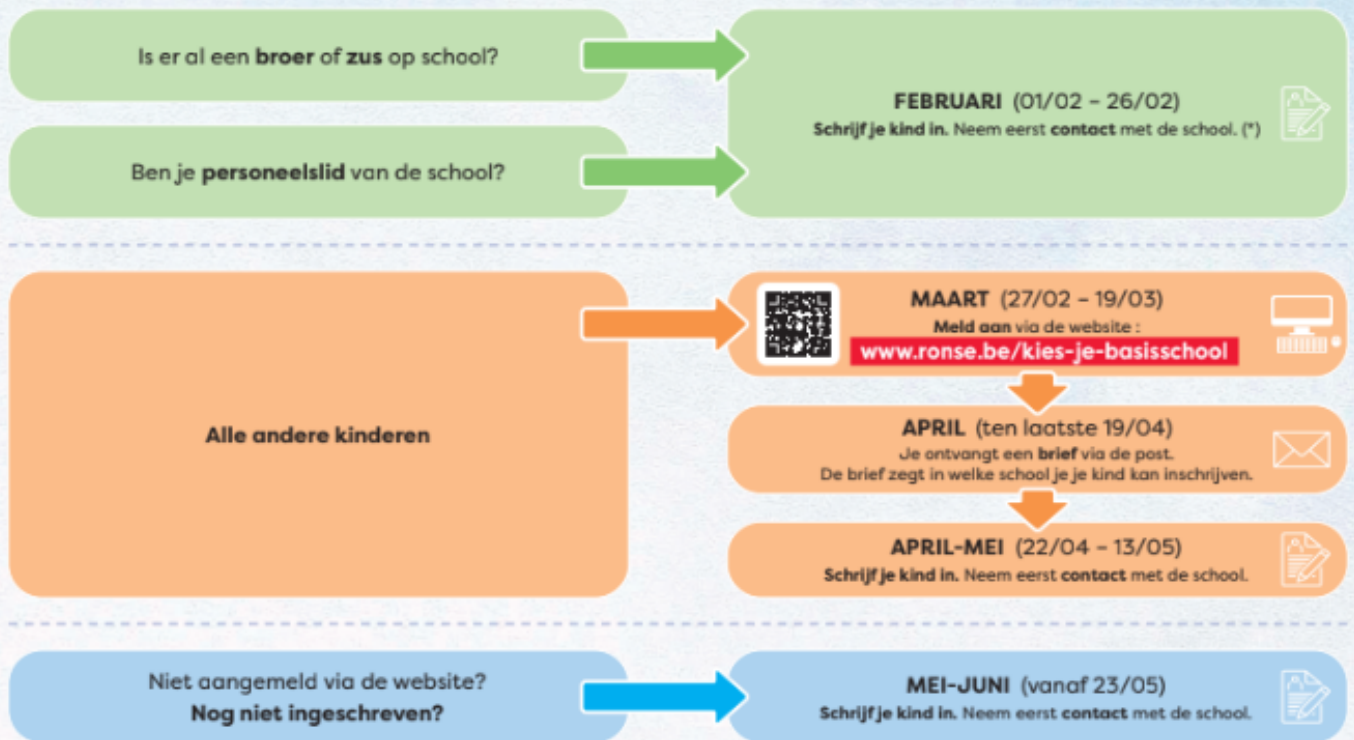 Is er al een broer of zus op school?
Ben je personeelslid van de school?
FEBRUARI (01/02 – 26/02)
Schrijf je kind in. Neem eerst contact met de school. (*)
Alle andere kinderen
MAART (27/02 – 19/03)
Meld aan via de website :
www.ronse.be/kies-je-basisschool
APRIL (ten laatste 19/04)
Je ontvangt een brief via de post.
De brief zegt in welke school je je kind kan inschrijven.
APRIL-MEI (22/04 – 13/05)
Schrijf je kind in. Neem eerst contact met de school.
Niet aangemeld via de website?
Nog niet ingeschreven?
MEI-JUNI (vanaf 23/05)
Schrijf je kind in. Neem eerst contact met de school.